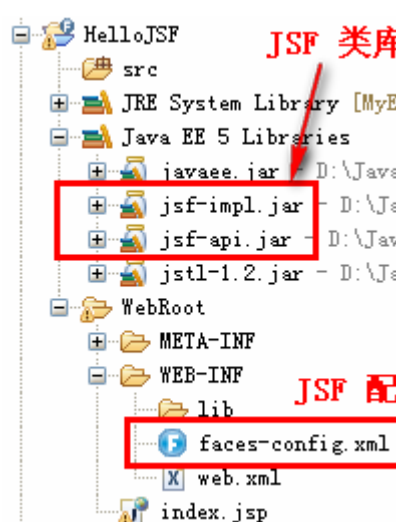 HelloJSF
JSF 类库
src
JRE System Library [MyE
Java EE 5 Libraries
javaee.jar - D:\Java
jsf-impl.jar - D:\Ja
jsf-api.jar - D:\Jav
jstl-1.2.jar - D:\Ja
WebRoot
META-INF
WEB-INF
JSF 配
lib
faces-config.xml
web.xml
index.jsp